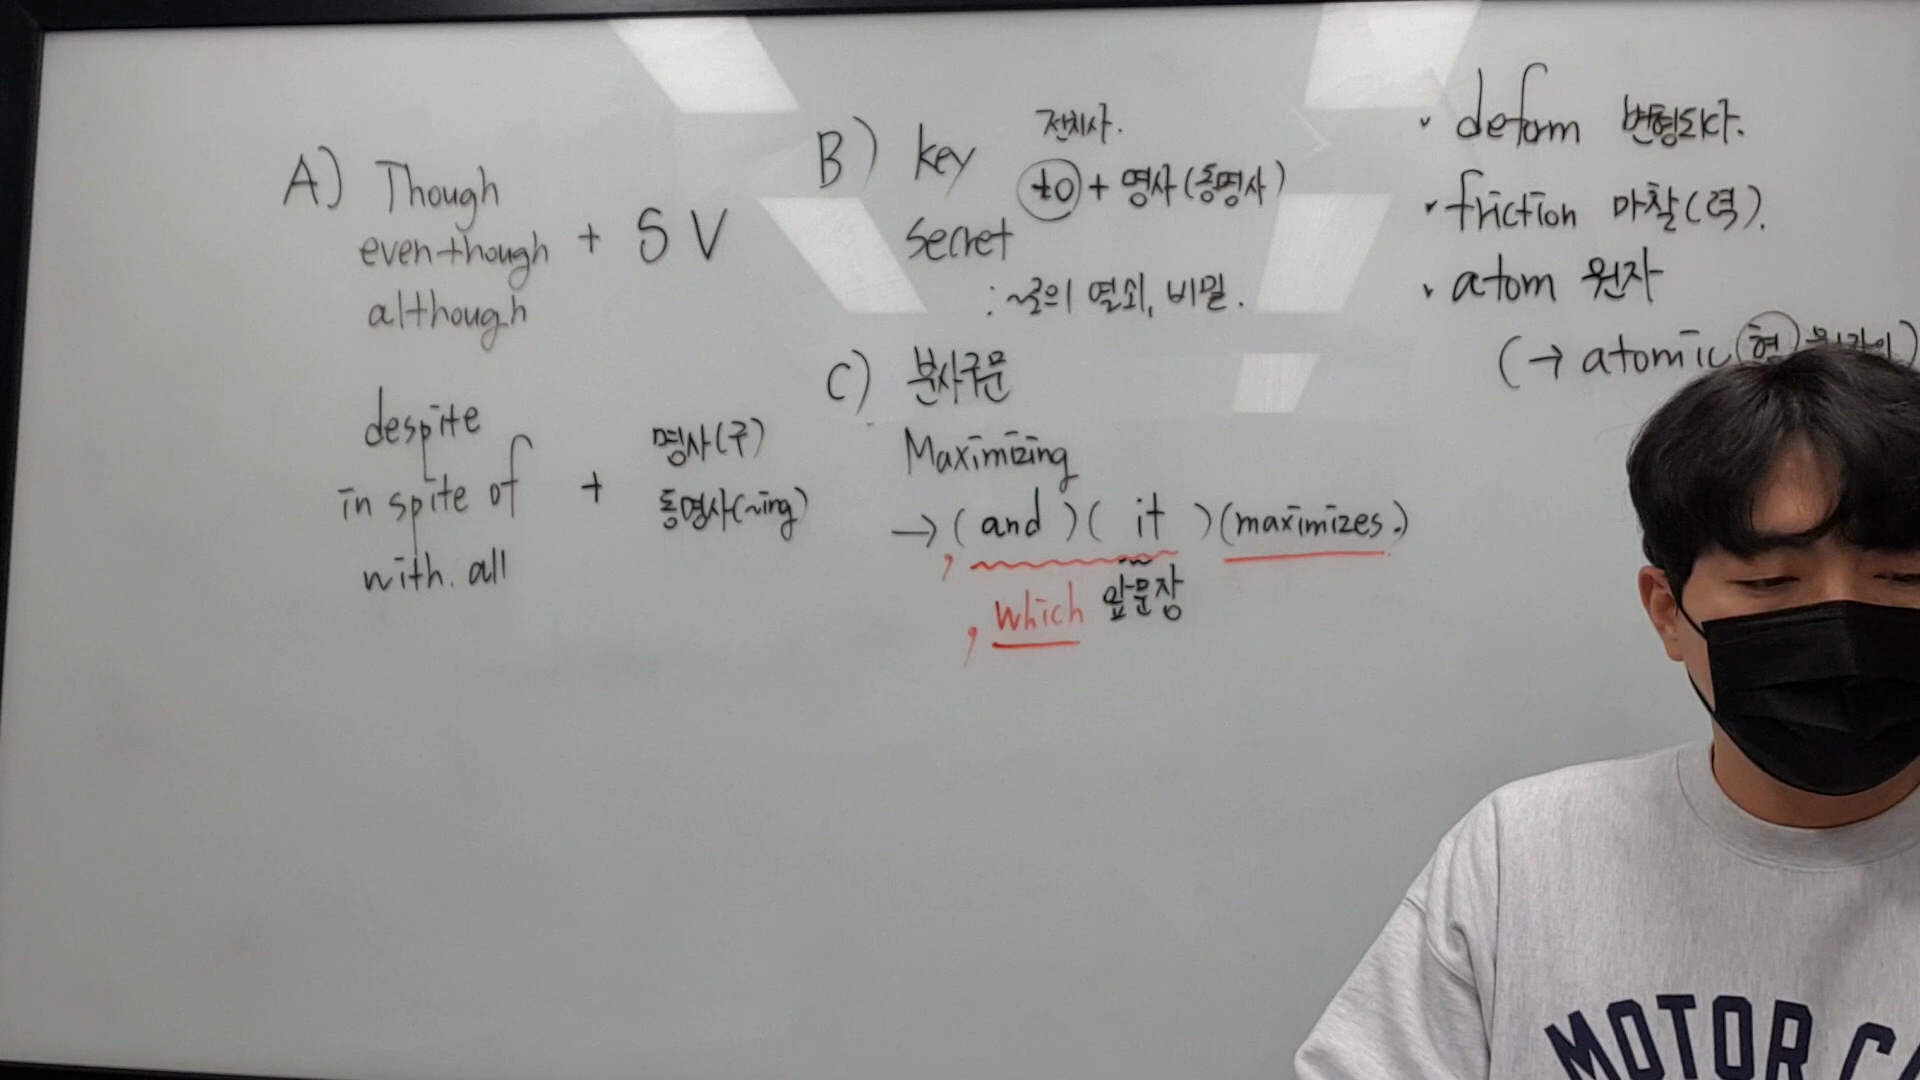 A) Though
even though + S V
although
despite
in spite of + 명사(구)
동명사(~ing)
with. all
B) key 전치사.
to + 명사(동명사)
secret
: ~로의 열쇠, 비밀.
C) 분사구문
Maximizing
→ (and) (it) (maximizes.)
, which 앞문장
,
· deform 변형되다.
· friction 마찰(력).
· atom 원자
(→ atomic 형
MOTOR C